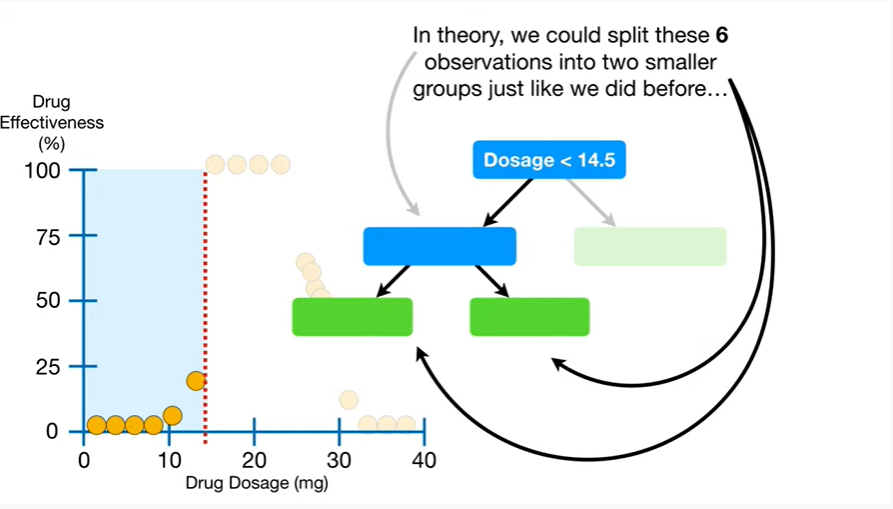 In theory, we could split these 6
observations into two smaller
groups just like we did before…
Drug
Effectiveness
(%)
Dosage < 14.5
100
75
50
25
0
0 10 20 30 40
Drug Dosage (mg)